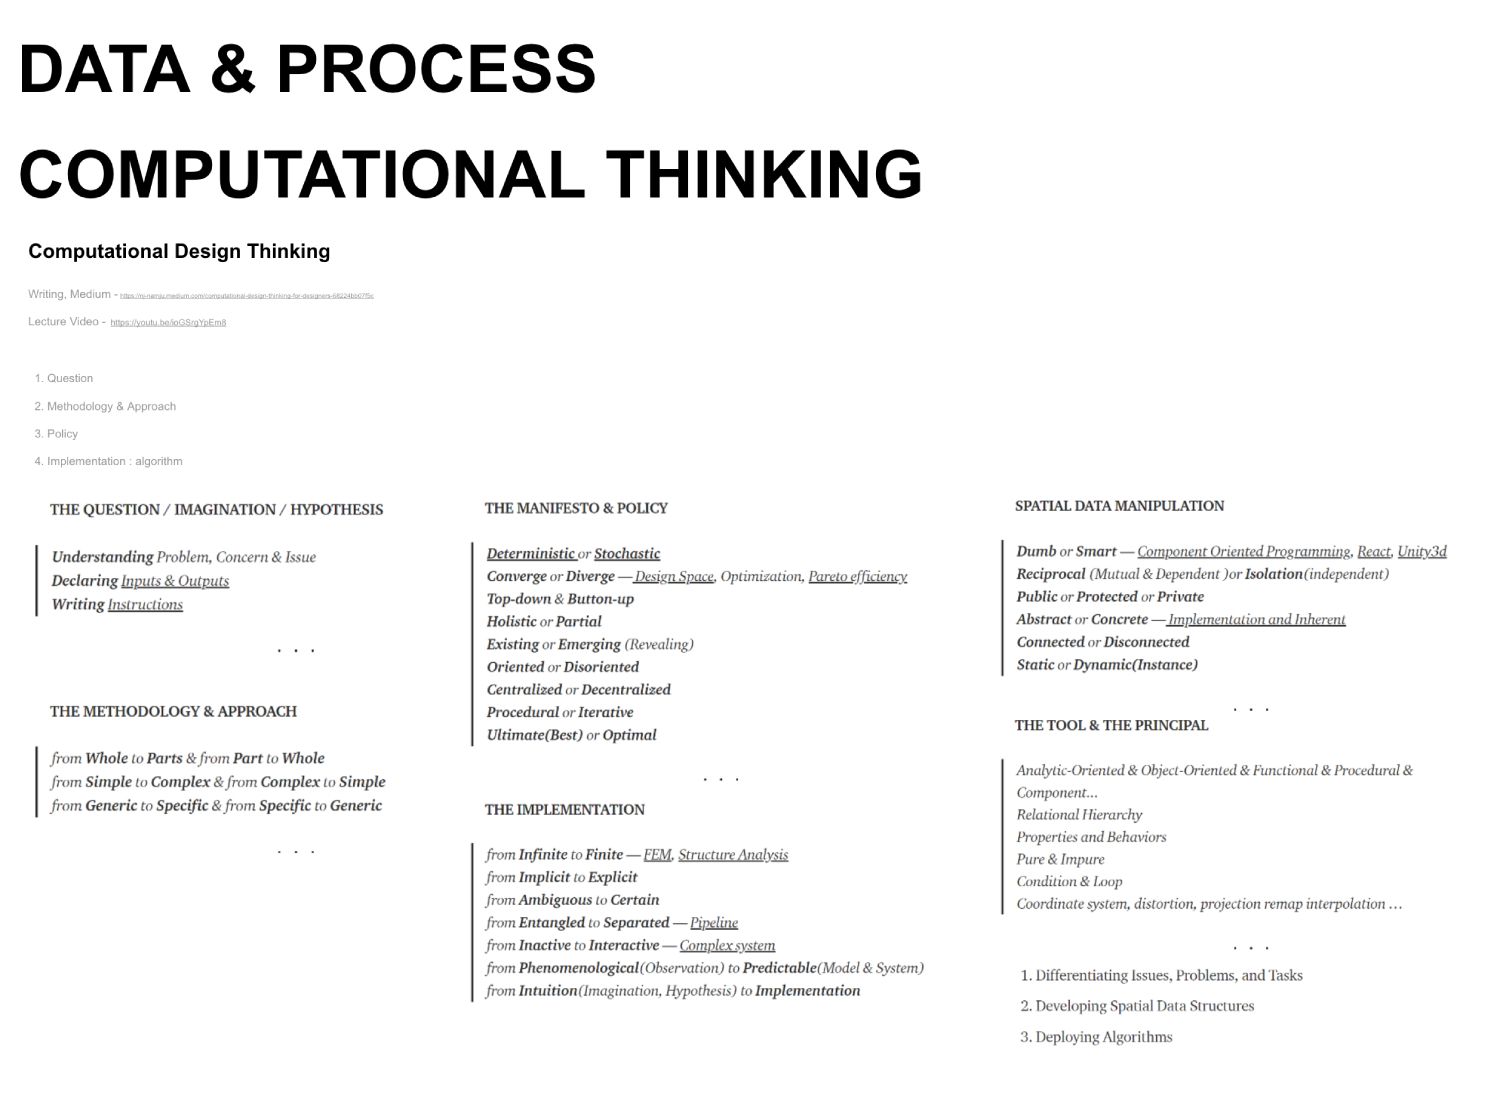 DATA & PROCESS
COMPUTATIONAL THINKING
Computational Design Thinking
Writing, Medium - https://nj-namju.medium.com/computational-design-thinking-for-designers-68224bb07f5c
Lecture Video - https://youtu.be/ioGSrgYpEm8
1. Question
2. Methodology & Approach
3. Policy
4. Implementation : algorithm
THE QUESTION / IMAGINATION / HYPOTHESIS
Understanding Problem, Concern & Issue
Declaring Inputs & Outputs
Writing Instructions
. . .
THE METHODOLOGY & APPROACH
from Whole to Parts & from Part to Whole
from Simple to Complex & from Complex to Simple
from Generic to Specific & from Specific to Generic
. . .
THE MANIFESTO & POLICY
Deterministic or Stochastic
Converge or Diverge — Design Space, Optimization, Pareto efficiency
Top-down & Button-up
Holistic or Partial
Existing or Emerging (Revealing)
Oriented or Disoriented
Centralized or Decentralized
Procedural or Iterative
Ultimate(Best) or Optimal
. . .
THE IMPLEMENTATION
from Infinite to Finite — FEM, Structure Analysis
from Implicit to Explicit
from Ambiguous to Certain
from Entangled to Separated — Pipeline
from Inactive to Interactive — Complex system
from Phenomenological(Observation) to Predictable(Model & System)
from Intuition(Imagination, Hypothesis) to Implementation
SPATIAL DATA MANIPULATION
Dumb or Smart — Component Oriented Programming, React, Unity3d
Reciprocal (Mutual & Dependent )or Isolation(independent)
Public or Protected or Private
Abstract or Concrete — Implementation and Inherent
Connected or Disconnected
Static or Dynamic(Instance)
. . .
THE TOOL & THE PRINCIPAL
Analytic-Oriented & Object-Oriented & Functional & Procedural &
Component...
Relational Hierarchy
Properties and Behaviors
Pure & Impure
Condition & Loop
Coordinate system, distortion, projection remap interpolation …
. . .
1. Differentiating Issues, Problems, and Tasks
2. Developing Spatial Data Structures
3. Deploying Algorithms